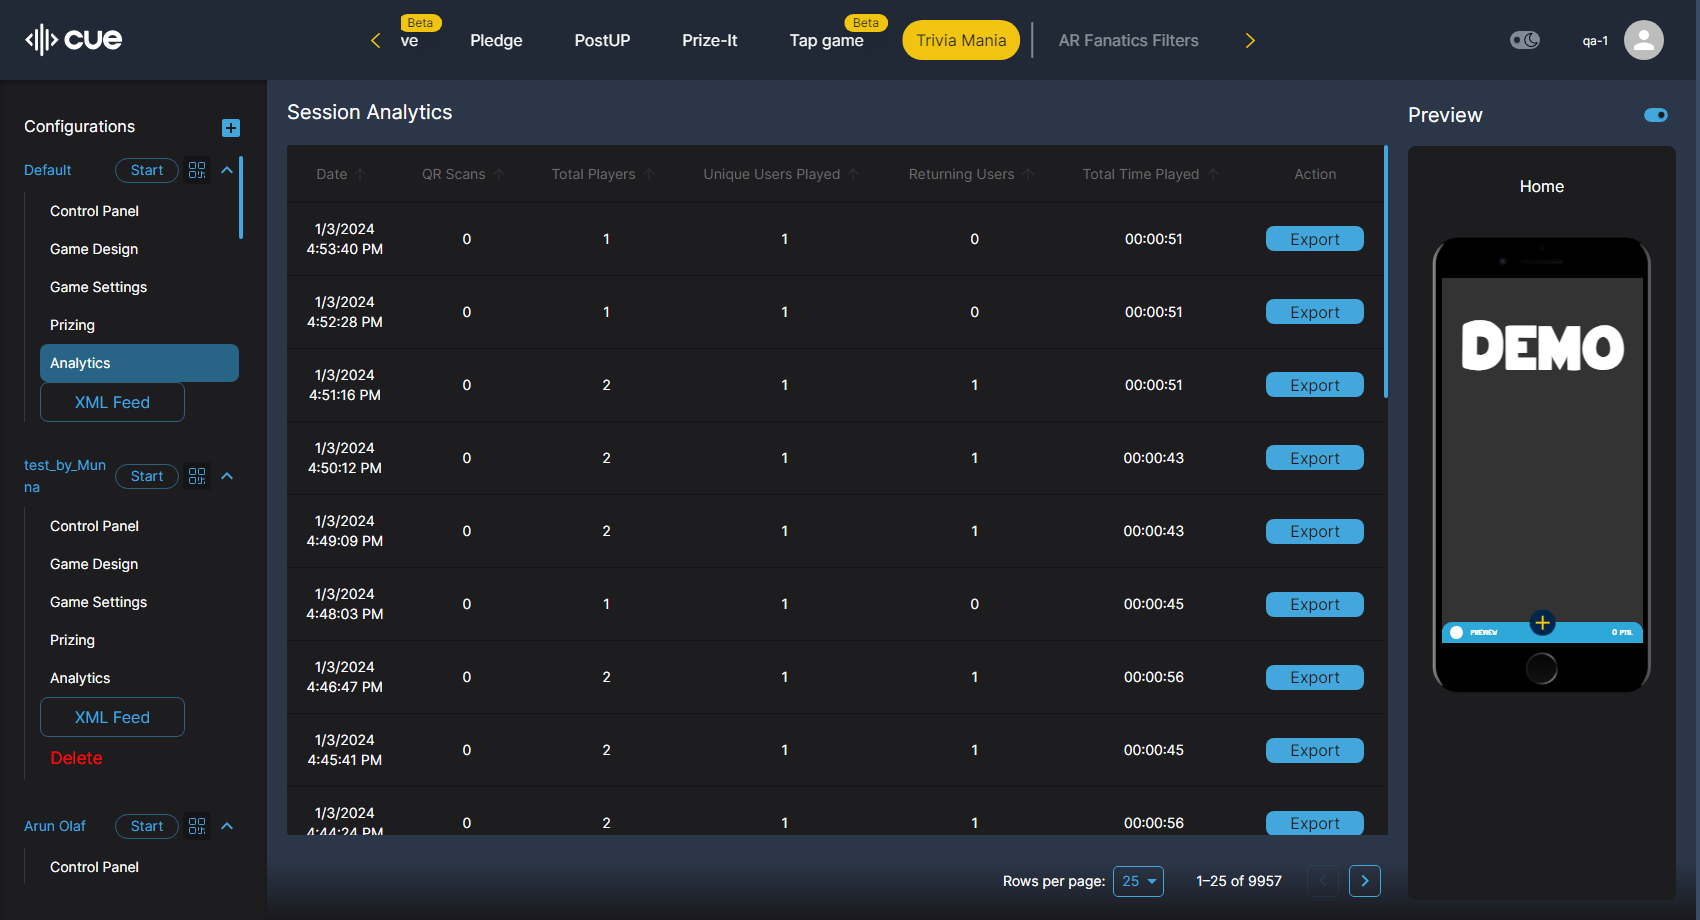 cue
Beta
ve
Pledge
PostUP
Prize-It
Beta
Tap game
Trivia Mania
AR Fanatics Filters
qa-1
Configurations
Default
Start
Control Panel
Game Design
Game Settings
Prizing
Analytics
XML Feed
test_by_Mun
na
Start
Control Panel
Game Design
Game Settings
Prizing
Analytics
XML Feed
Delete
Arun Olaf
Start
Control Panel
Session Analytics
Date QR Scans Total Players Unique Users Played Returning Users Total Time Played Action
1/3/2024
4:53:40 PM 0 1 1 0 00:00:51 Export
1/3/2024
4:52:28 PM 0 1 1 0 00:00:51 Export
1/3/2024
4:51:16 PM 0 2 1 1 00:00:51 Export
1/3/2024
4:50:12 PM 0 2 1 1 00:00:43 Export
1/3/2024
4:49:09 PM 0 2 1 1 00:00:43 Export
1/3/2024
4:48:03 PM 0 1 1 0 00:00:45 Export
1/3/2024
4:46:47 PM 0 2 1 1 00:00:56 Export
1/3/2024
4:45:41 PM 0 2 1 1 00:00:45 Export
1/3/2024
4:44:24 PM 0 2 1 1 00:00:56 Export
Rows per page: 25 1–25 of 9957
Preview
Home
DEMO
PREVIEW 0 PTS.